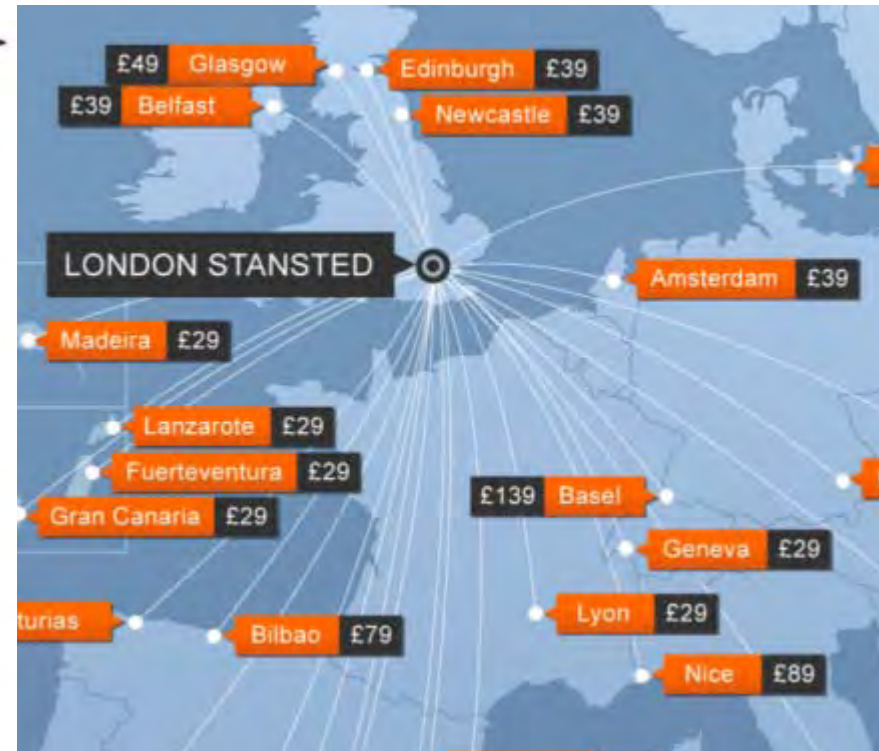 £49 Glasgow
Edinburgh £39
£39 Belfast
Newcastle £39
LONDON STANSTED
Amsterdam £39
Madeira £29
Lanzarote £29
Fuerteventura £29
£139 Basel
Gran Canaria £29
Geneva £29
Lyon £29
turias
Bilbao £79
Nice £89